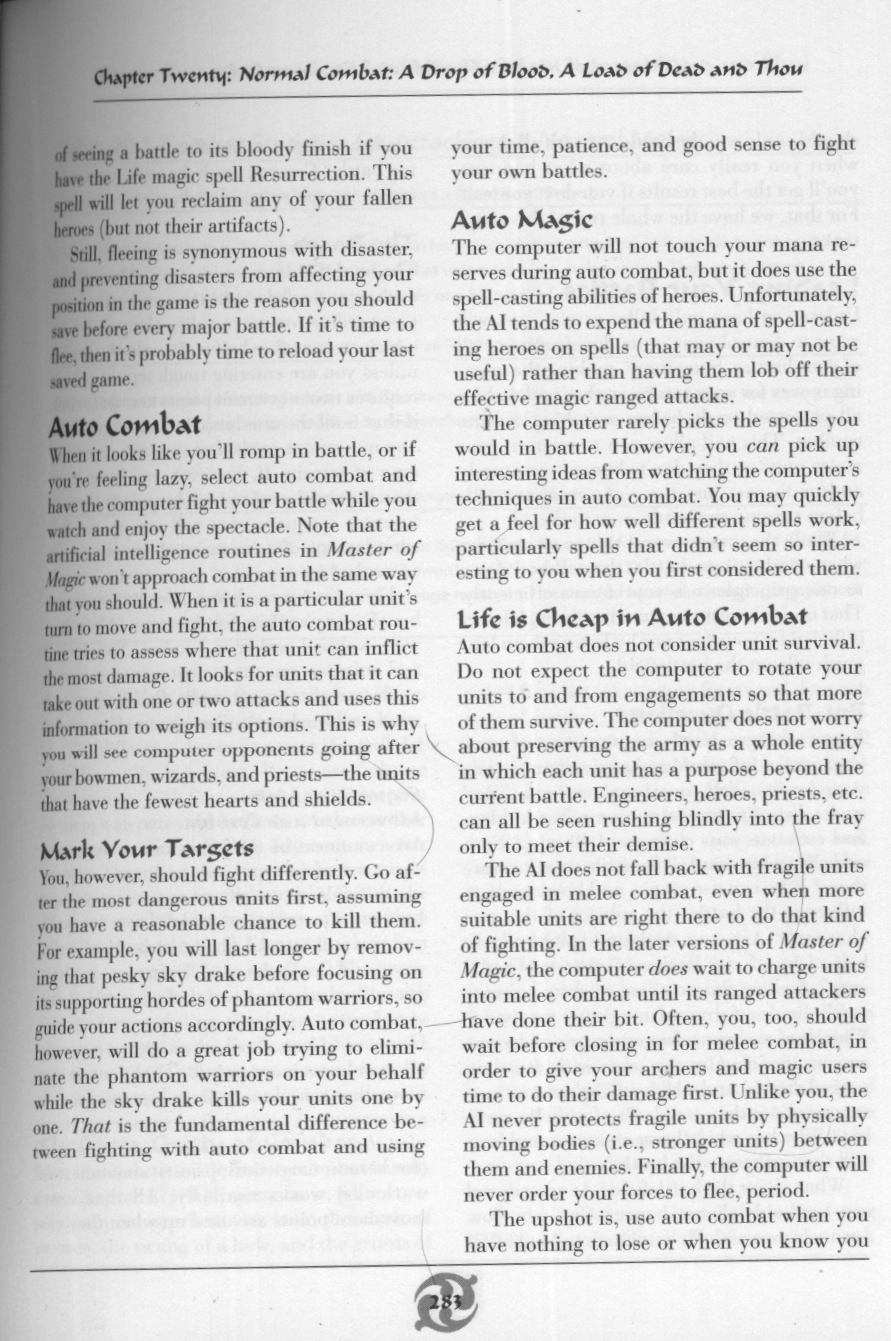 Chapter Twenty: Normal Combat: A Drop of Blood, A Load of Dead and Thou
of seeing a battle to its bloody finish if you
have the Life magic spell Resurrection. This
spell will let you reclaim any of your fallen
heroes (but not their artifacts).
Still, fleeing is synonymous with disaster,
and preventing disasters from affecting your
position in the game is the reason you should
save before every major battle. If it's time to
flee, then it's probably time to reload your last
saved game.
Auto Combat
When it looks like you'll romp in battle, or if
you're feeling lazy, select auto combat and
have the computer fight your battle while you
watch and enjoy the spectacle. Note that the
artificial intelligence routines in Master of
Magic won't approach combat in the same way
that you should. When it is a particular unit's
turn to move and fight, the auto combat rou-
tine tries to assess where that unit can inflict
the most damage. It looks for units that it can
take out with one or two attacks and uses this
information to weigh its options. This is why
you will see computer opponents going after
your bowmen, wizards, and priests—the units
that have the fewest hearts and shields.
Mark Your Targets
You, however, should fight differently. Go af-
ter the most dangerous units first, assuming
you have a reasonable chance to kill them.
For example, you will last longer by remov-
ing that pesky sky drake before focusing on
its supporting hordes of phantom warriors, so
guide your actions accordingly. Auto combat,
however, will do a great job trying to elimi-
nate the phantom warriors on your behalf
while the sky drake kills your units one by
one. That is the fundamental difference be-
tween fighting with auto combat and using
your time, patience, and good sense to fight
your own battles.
Auto Magic
The computer will not touch your mana re-
serves during auto combat, but it does use the
spell-casting abilities of heroes. Unfortunately,
the AI tends to expend the mana of spell-cast-
ing heroes on spells (that may or may not be
useful) rather than having them lob off their
effective magic ranged attacks.
The computer rarely picks the spells you
would in battle. However, you can pick up
interesting ideas from watching the computer's
techniques in auto combat. You may quickly
get a feel for how well different spells work,
particularly spells that didn't seem so inter-
esting to you when you first considered them.
Life is Cheap in Auto Combat
Auto combat does not consider unit survival.
Do not expect the computer to rotate your
units to and from engagements so that more
of them survive. The computer does not worry
about preserving the army as a whole entity
in which each unit has a purpose beyond the
current battle. Engineers, heroes, priests, etc.
can all be seen rushing blindly into the fray
only to meet their demise.
The AI does not fall back with fragile units
engaged in melee combat, even when more
suitable units are right there to do that kind
of fighting. In the later versions of Master of
Magic, the computer does wait to charge units
into melee combat until its ranged attackers
have done their bit. Often, you, too, should
wait before closing in for melee combat, in
order to give your archers and magic users
time to do their damage first. Unlike you, the
AI never protects fragile units by physically
moving bodies (i.e., stronger units) between
them and enemies. Finally, the computer will
never order your forces to flee, period.
The upshot is, use auto combat when you
have nothing to lose or when you know you
283